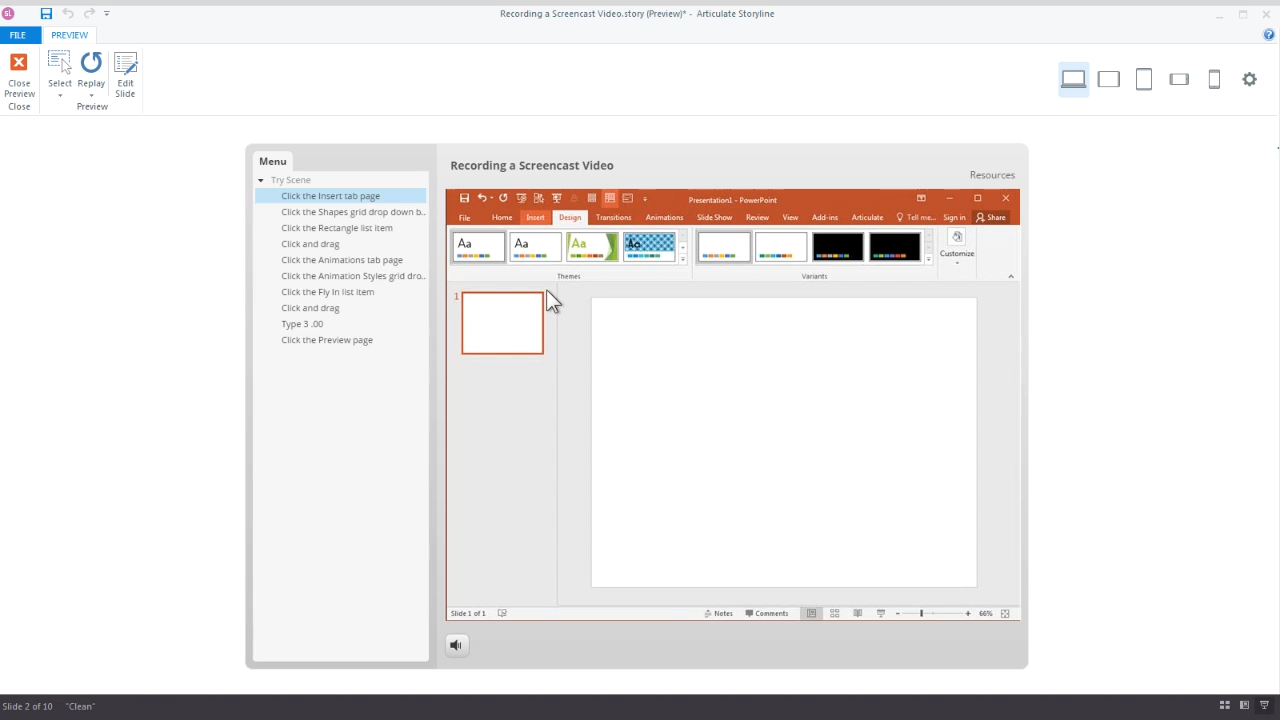 SL
Recording a Screencast Video.story (Preview)* - Articulate Storyline
FILE
PREVIEW
Close Preview
Select
Replay
Edit Slide
Close
Preview
Menu
Try Scene
Click the Insert tab page
Click the Shapes grid drop down b..
Click the Rectangle list item
Click and drag
Click the Animations tab page
Click the Animation Styles grid dro..
Click the Fly In list item
Click and drag
Type 3 .00
Click the Preview page
Recording a Screencast Video
Resources
Presentation1 - PowerPoint
File Home Insert Design Transitions Animations Slide Show Review View Add-ins Articulate Tell me... Sign in Share
Aa Aa Aa Aa
Customize
Themes
Variants
1
Slide 1 of 1
Notes Comments
66%
Slide 2 of 10 "Clean"